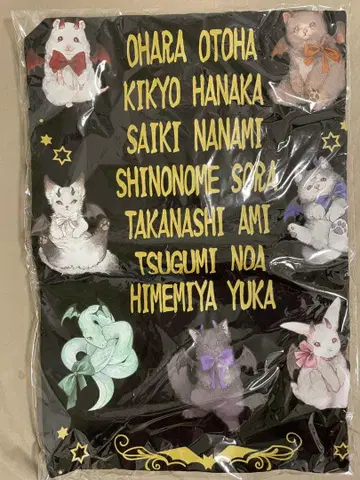 OHARA OTOHA
KIKYO HANAKA
SAIKI NANAMI
SHINONOME SORA
TAKANASHI AMI
TSUGUMI NOA
HIMEMIYA YUKA